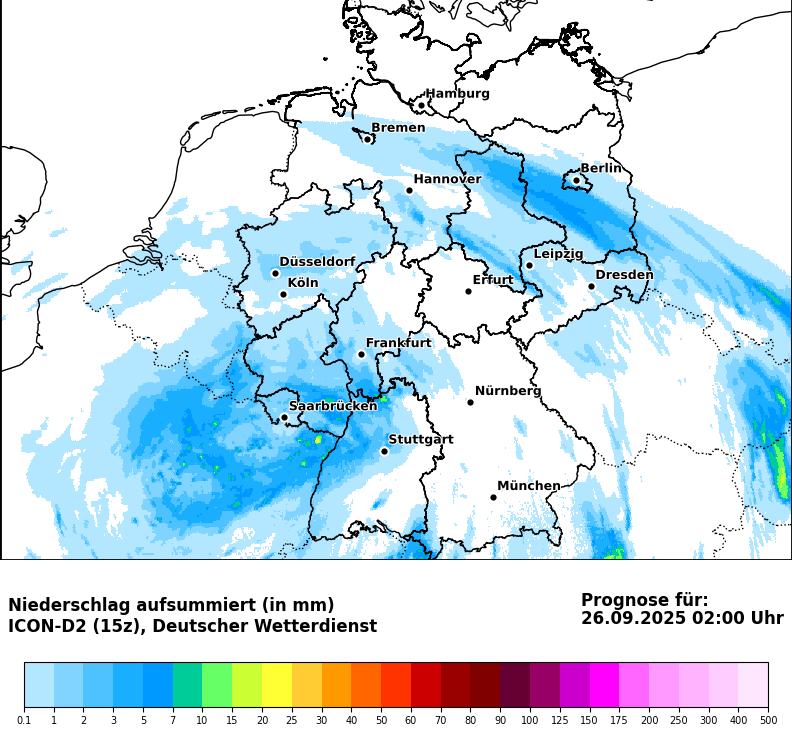 Hamburg
Bremen
Berlin
Hannover
Düsseldorf
Leipzig
Köln
Erfurt
Dresden
Frankfurt
Nürnberg
Saarbrücken
Stuttgart
München
Niederschlag aufsummiert (in mm)
ICON-D2 (15z), Deutscher Wetterdienst
Prognose für:
26.09.2025 02:00 Uhr
0.1 1 2 3 5 7 10 15 20 25 30 40 50 60 70 80 90 100 125 150 175 200 250 300 400 500